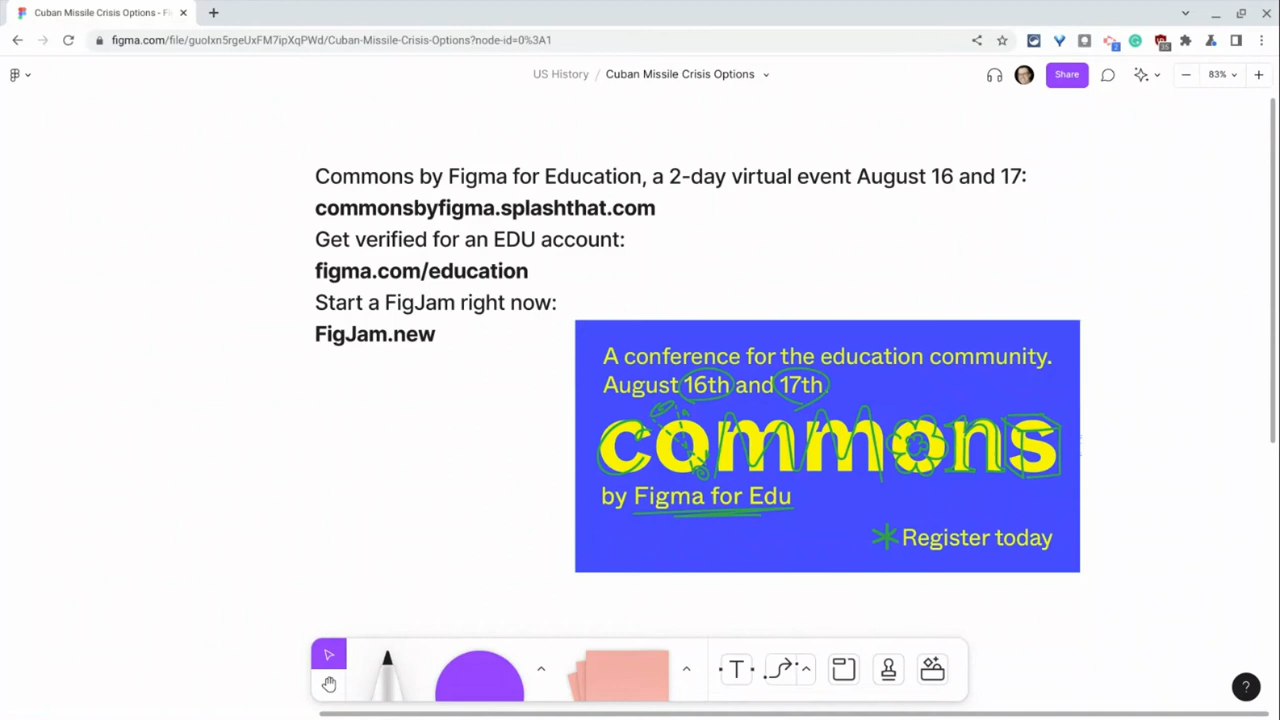 Cuban Missile Crisis Options - Fi
figma.com/file/guolxn5rgeUxFM7ipXqPWd/Cuban-Missile-Crisis-Options?node-id=0%3A1
2
35
US History / Cuban Missile Crisis Options
Share
83%
Commons by Figma for Education, a 2-day virtual event August 16 and 17:
commonsbyfigma.splashthat.com
Get verified for an EDU account:
figma.com/education
Start a FigJam right now:
FigJam.new
A conference for the education community.
August 16th and 17th.
commons
by Figma for Edu
Register today
T
?